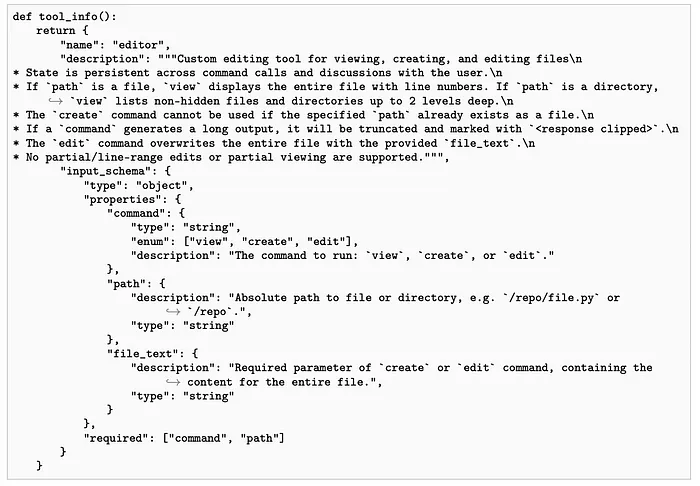 def tool_info():
    return {
        "name": "editor",
        "description": """Custom editing tool for viewing, creating, and editing files\n
* State is persistent across command calls and discussions with the user.\n
* If `path` is a file, `view` displays the entire file with line numbers. If `path` is a directory,
    ↪ `view` lists non-hidden files and directories up to 2 levels deep.\n
* The `create` command cannot be used if the specified `path` already exists as a file.\n
* If a `command` generates a long output, it will be truncated and marked with `<response clipped>`.\n
* The `edit` command overwrites the entire file with the provided `file_text`.\n
* No partial/line-range edits or partial viewing are supported.""",
        "input_schema": {
            "type": "object",
            "properties": {
                "command": {
                    "type": "string",
                    "enum": ["view", "create", "edit"],
                    "description": "The command to run: `view`, `create`, or `edit`."
                },
                "path": {
                    "description": "Absolute path to file or directory, e.g. `/repo/file.py` or
                        ↪ `/repo`.",
                    "type": "string"
                },
                "file_text": {
                    "description": "Required parameter of `create` or `edit` command, containing the
                        ↪ content for the entire file.",
                    "type": "string"
                }
            },
            "required": ["command", "path"]
        }
    }